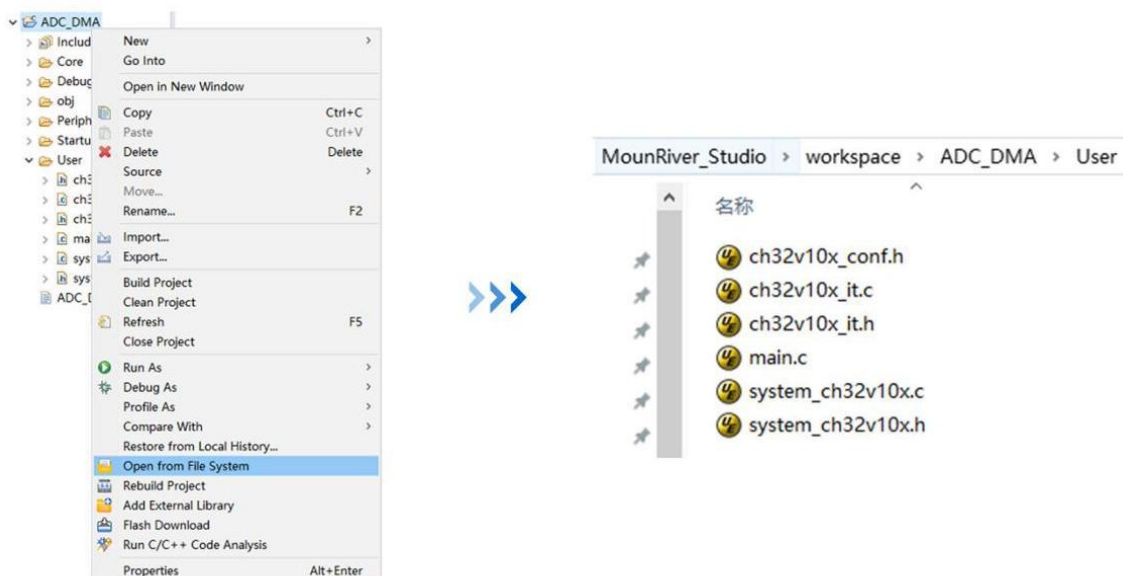 ADC_DMA
Includ
Core
Debug
obj
Periph
Startu
User
ch3
ch3
ch3
ma
sys
sys
ADC_D
New
Go Into
Open in New Window
Copy Ctrl+C
Paste Ctrl+V
Delete Delete
Source
Move...
Rename... F2
Import...
Export...
Build Project
Clean Project
Refresh F5
Close Project
Run As
Debug As
Profile As
Compare With
Restore from Local History...
Open from File System
Rebuild Project
Add External Library
Flash Download
Run C/C++ Code Analysis
Properties Alt+Enter
MounRiver_Studio > workspace > ADC_DMA > User
名称
ch32v10x_conf.h
ch32v10x_it.c
ch32v10x_it.h
main.c
system_ch32v10x.c
system_ch32v10x.h